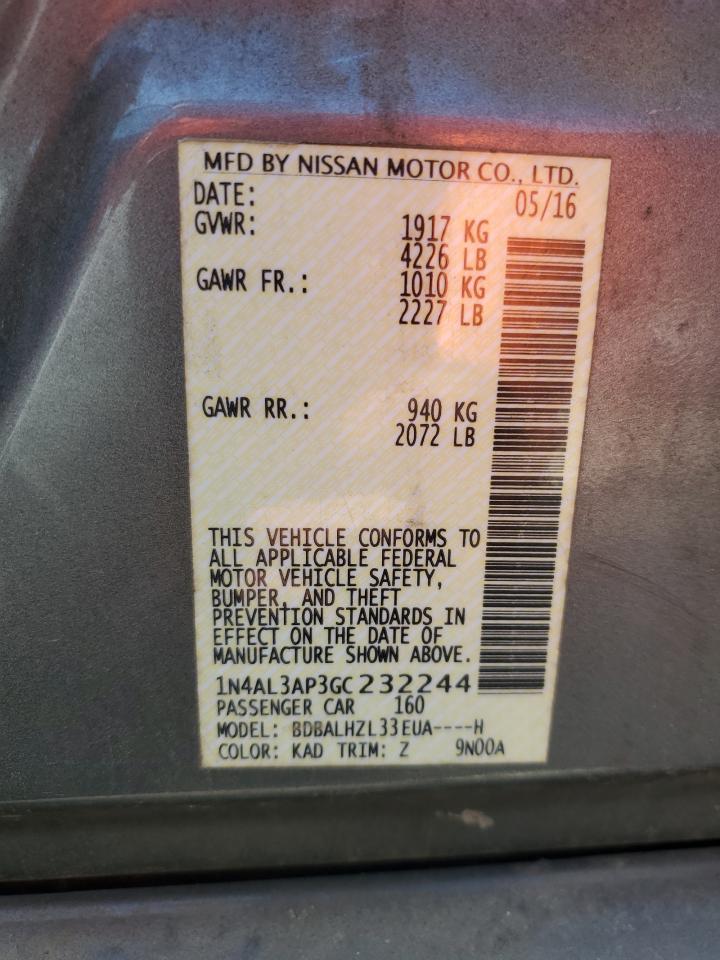 MFD BY NISSAN MOTOR CO., LTD.
DATE: 05/16
GVWR: 1917 KG
4226 LB
GAWR FR.: 1010 KG
2227 LB
GAWR RR.: 940 KG
2072 LB
THIS VEHICLE CONFORMS TO
ALL APPLICABLE FEDERAL
MOTOR VEHICLE SAFETY,
BUMPER, AND THEFT
PREVENTION STANDARDS IN
EFFECT ON THE DATE OF
MANUFACTURE SHOWN ABOVE.
1N4AL3AP3GC232244
PASSENGER CAR 160
MODEL: BDBALHZL33EUA----H
COLOR: KAD TRIM: Z 9N00A